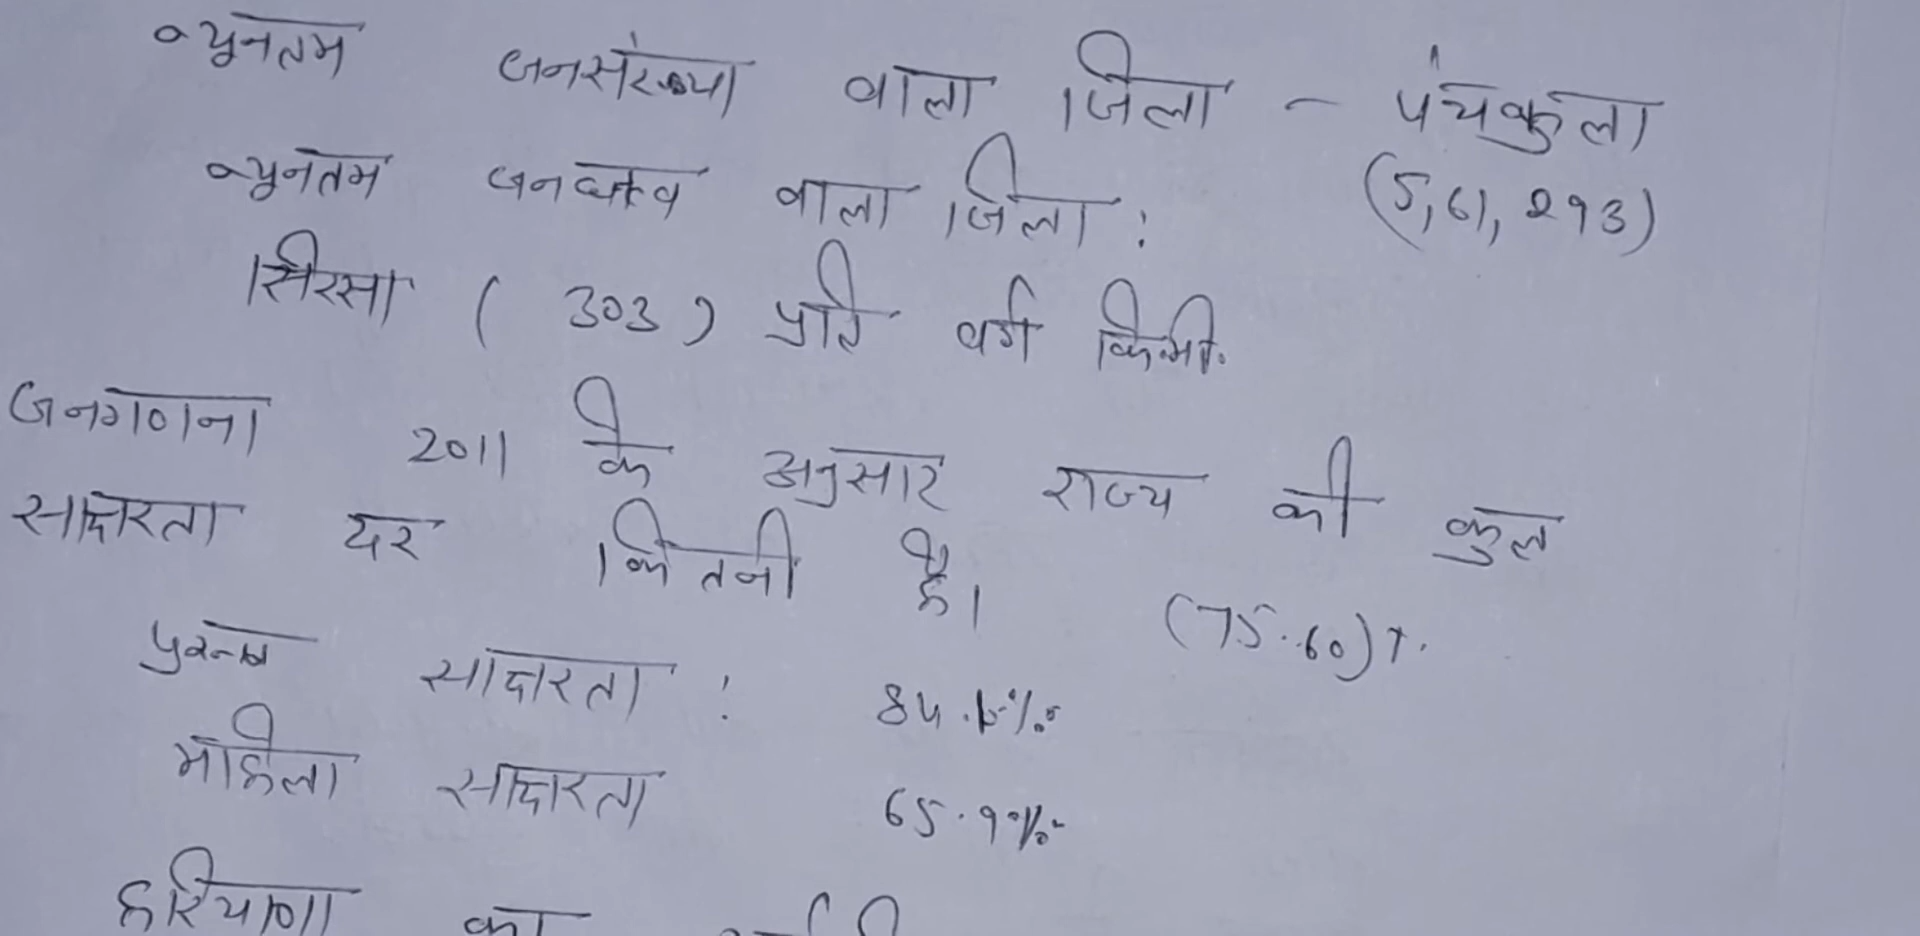 न्यूनतम जनसंख्या वाला जिला - पंचकुला
(5,61,293)
न्यूनतम जनघनत्व वाला जिला :
सिरसा (303) प्रति वर्ग किमी.
जनगणना 2011 के अनुसार राज्य की कुल
साक्षरता दर कितनी है। (75.60)%
पुरुष साक्षरता : 84.1%
महिला साक्षरता 65.9%
हरियाणा का